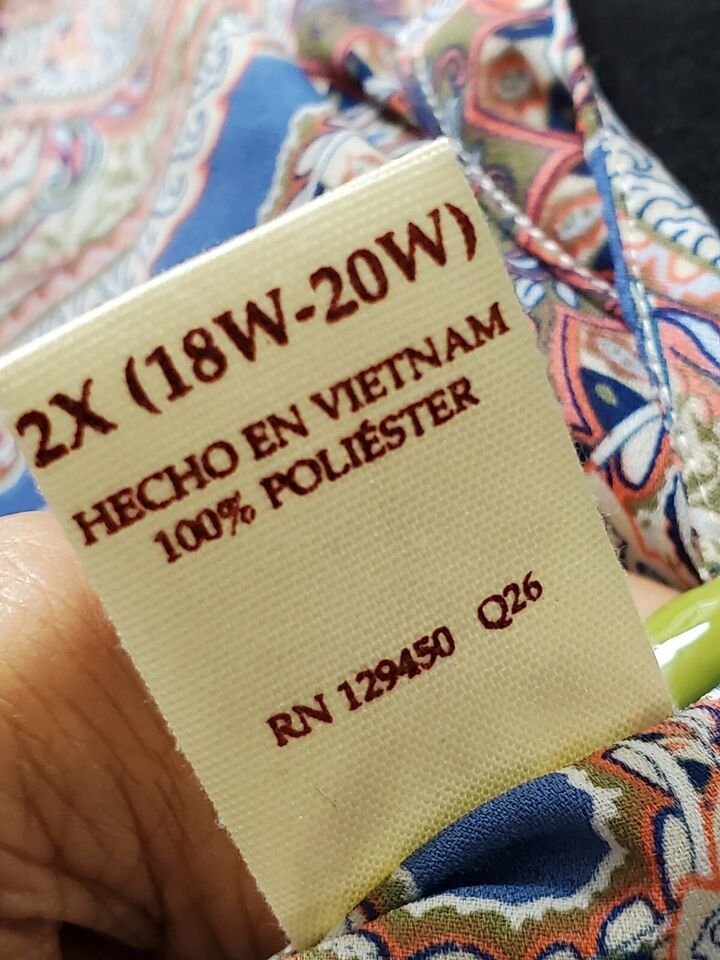 2X (18W-20W)
HECHO EN VIETNAM
100% POLIÉSTER
RN 129450 Q26